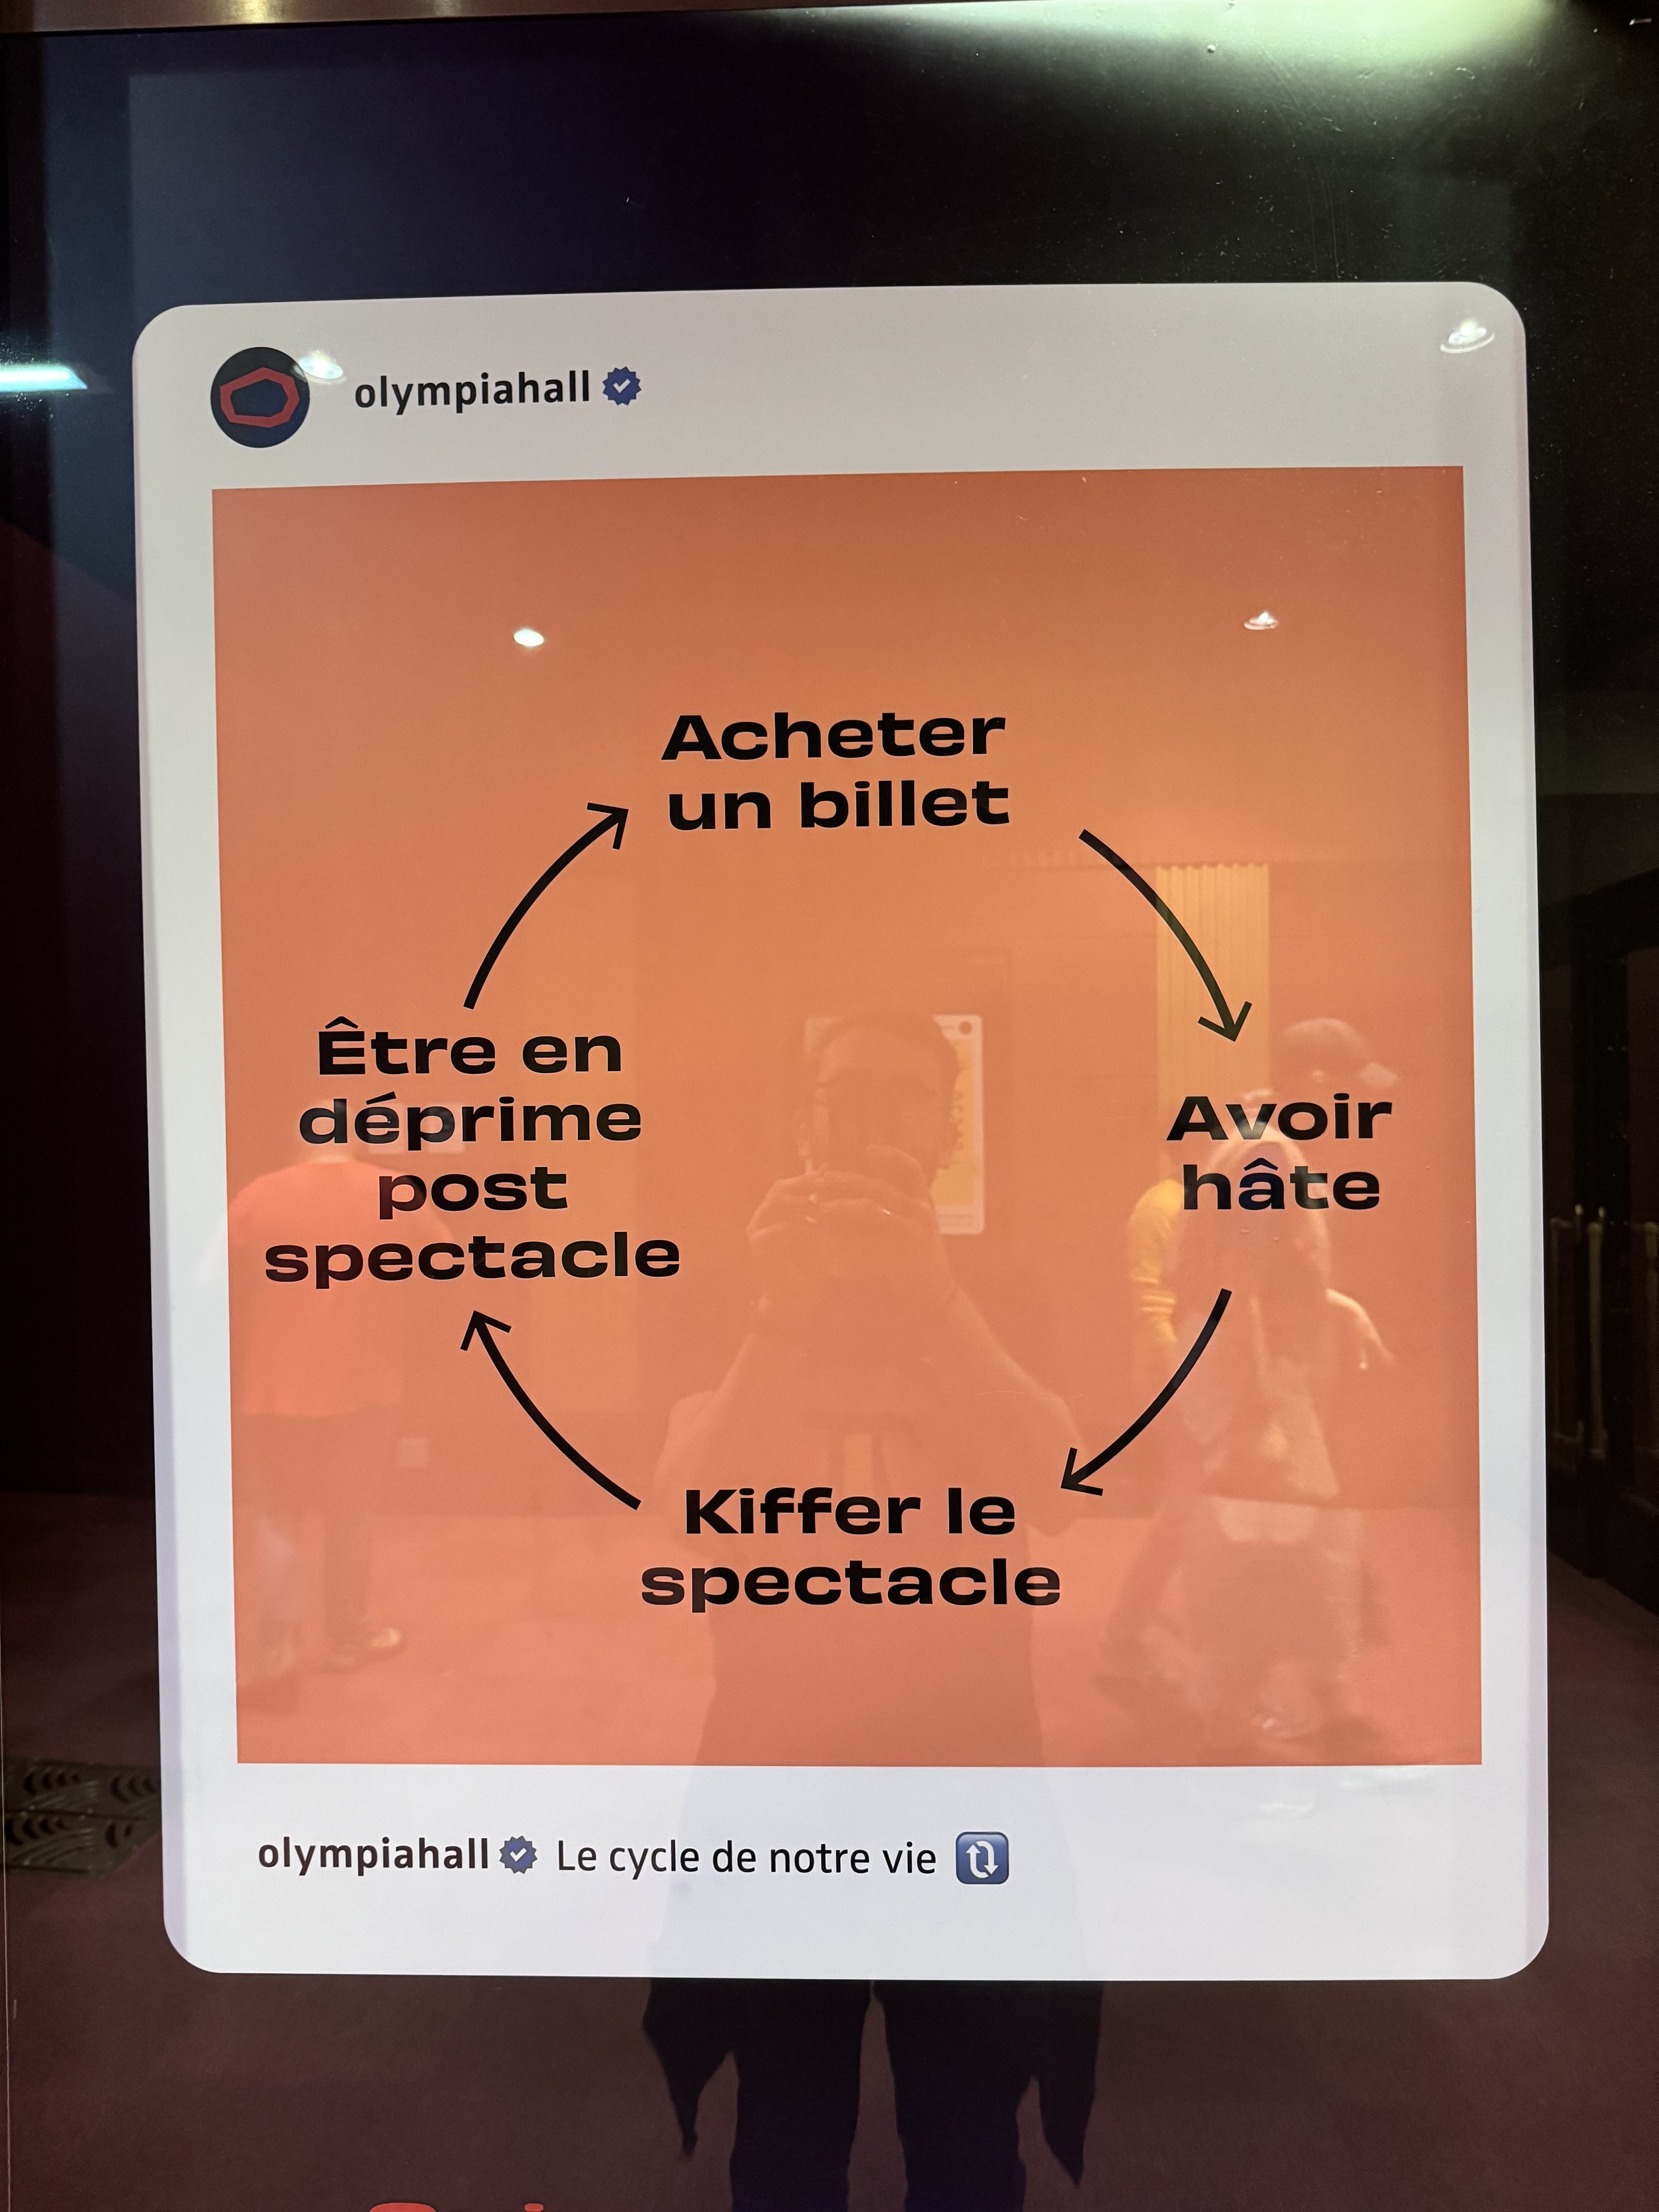 olympiahall
Acheter
un billet
Avoir
hâte
Kiffer le
spectacle
Être en
déprime
post
spectacle
olympiahall Le cycle de notre vie 🔃